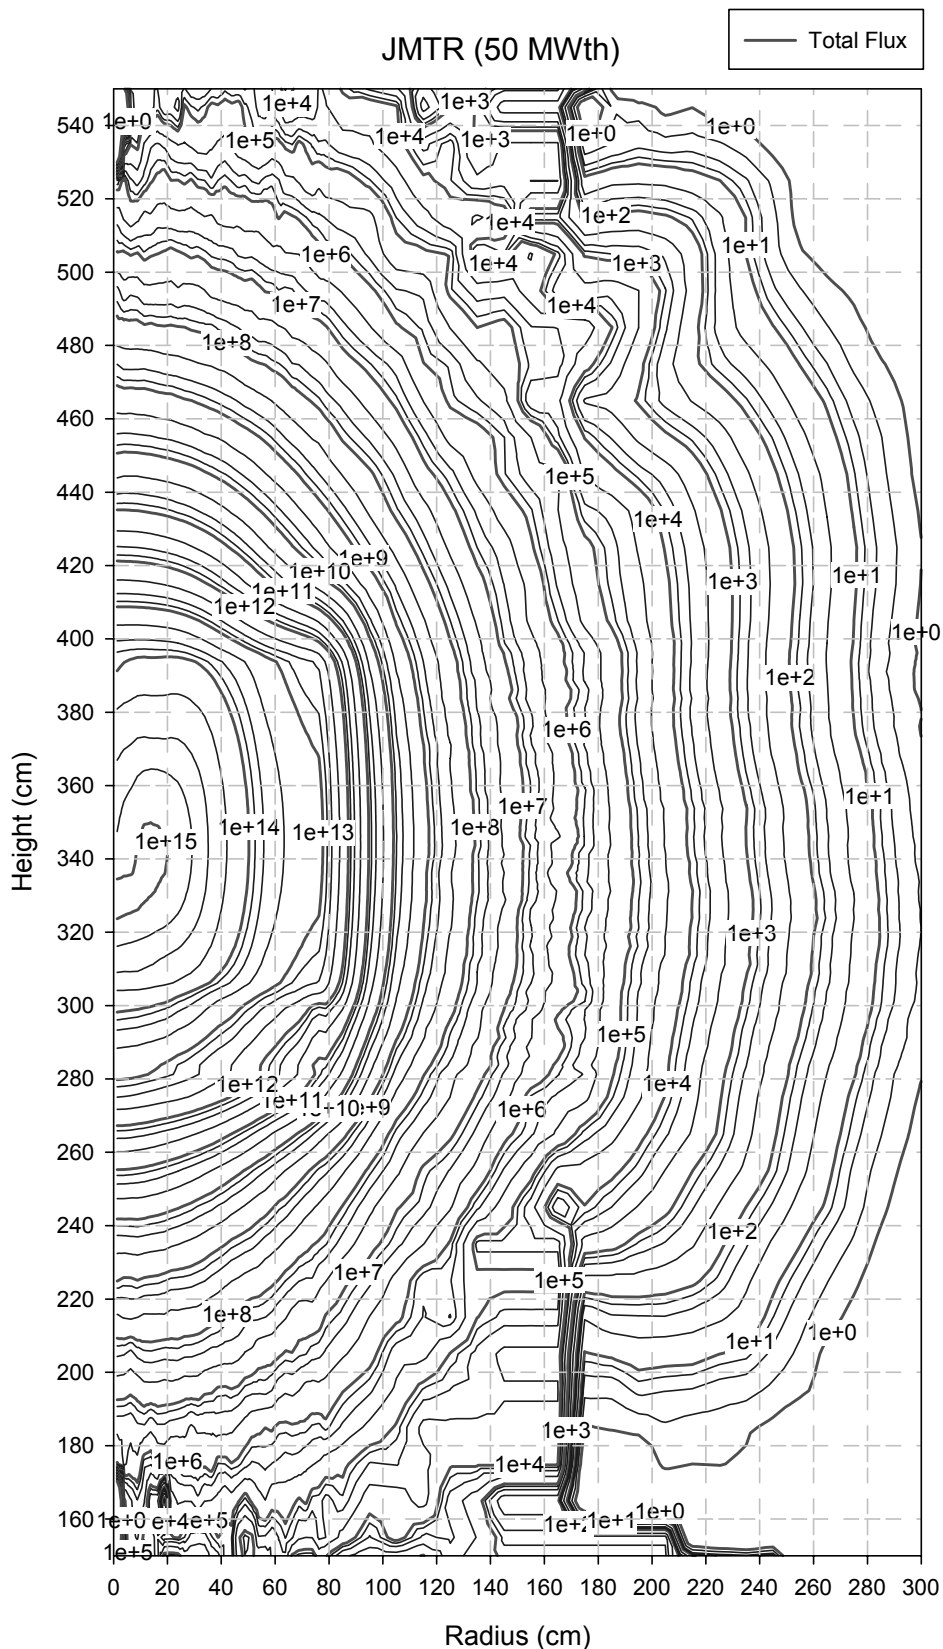 Total Flux
JMTR (50 MWth)
1e+4 1e+3
540 1e+0 1e+5 1e+4 1e+3 1e+0 1e+0
520 1e+4 1e+2
500 1e+6 1e+4 1e+3 1e+1
1e+7 1e+4
480 1e+8
460
440 1e+5
1e+4
420 1e+9
1e+10 1e+3 1e+1
1e+11
1e+12
400 1e+0
1e+2
380
1e+6
360 1e+1
1e+7
1e+15 1e+14 1e+13 1e+8
340
320 1e+3
300
1e+5
280 1e+12 1e+4
1e+11 1e+6
260
240 1e+2
1e+7 1e+5
220 1e+8
1e+1 1e+0
200
180 1e+3
1e+6 1e+4
1e+0
160 1e+0 e+4 e+5 1e+1
1e+5
0 20 40 60 80 100 120 140 160 180 200 220 240 260 280 300
Height (cm)
Radius (cm)